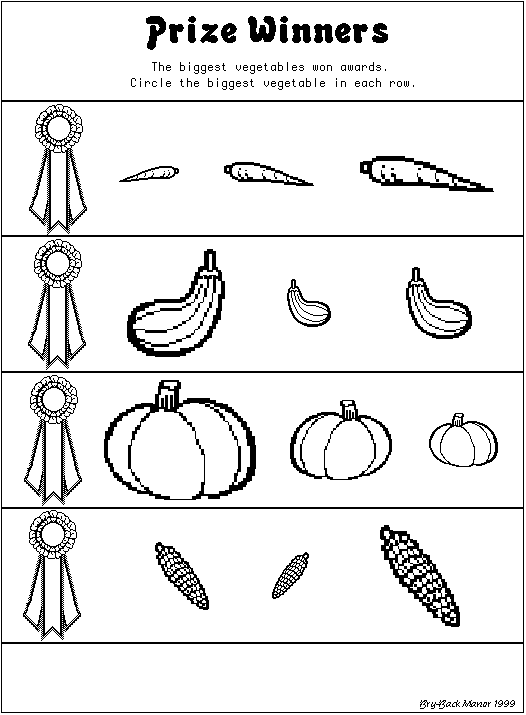 Prize Winners
The biggest vegetables won awards.
Circle the biggest vegetable in each row.
Bry-Back Manor 1999